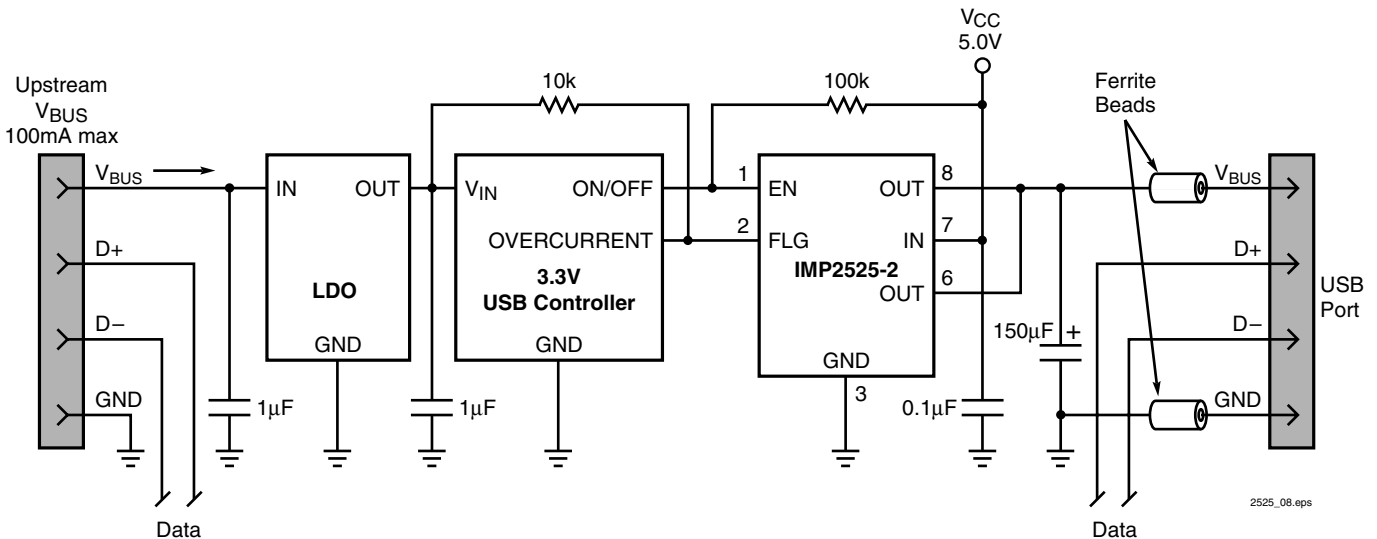 Upstream
VBUS
100mA max
VBUS
D+
D−
GND
Data
1µF
IN
OUT
LDO
GND
1µF
10k
VIN
ON/OFF
OVERCURRENT
3.3V
USB Controller
GND
100k
VCC
5.0V
1
EN
2
FLG
OUT
8
IN
7
IMP2525-2
OUT
6
GND
3
0.1µF
150µF
+
Ferrite
Beads
VBUS
D+
D−
GND
USB
Port
Data
2525_08.eps